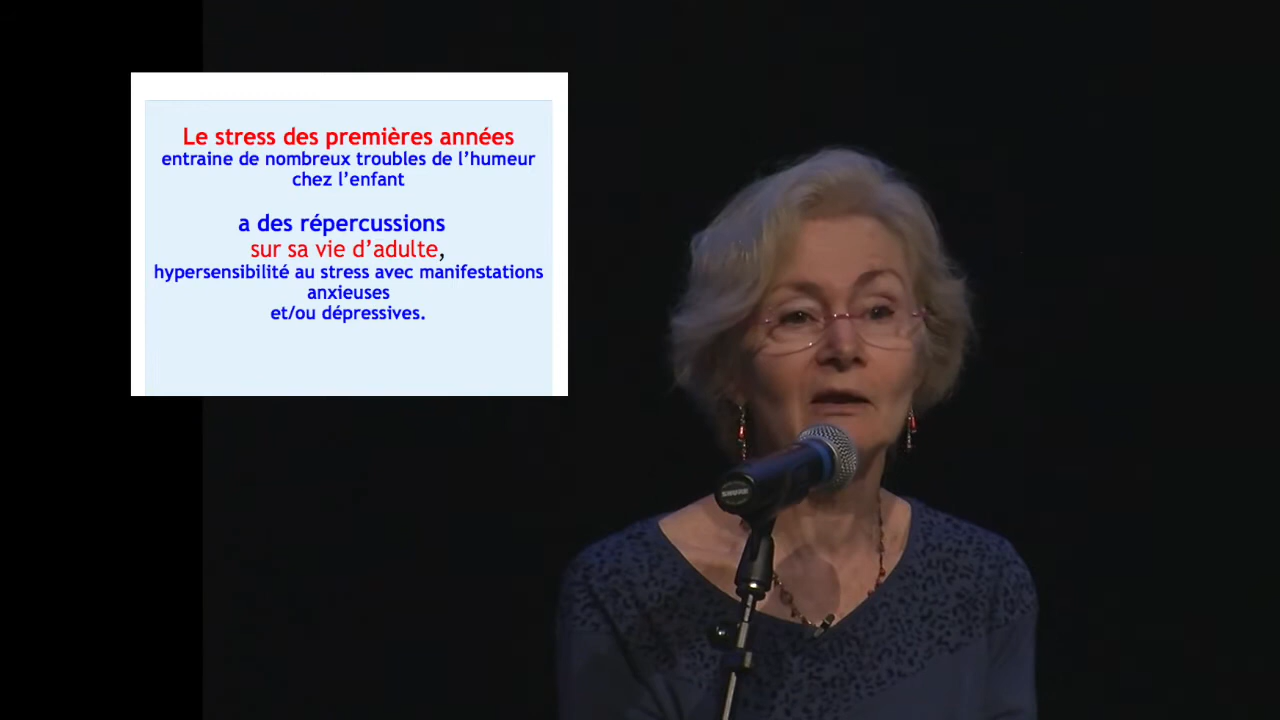 Le stress des premières années
entraine de nombreux troubles de l’humeur
chez l’enfant
a des répercussions
sur sa vie d’adulte,
hypersensibilité au stress avec manifestations
anxieuses
et/ou dépressives.
SHURE